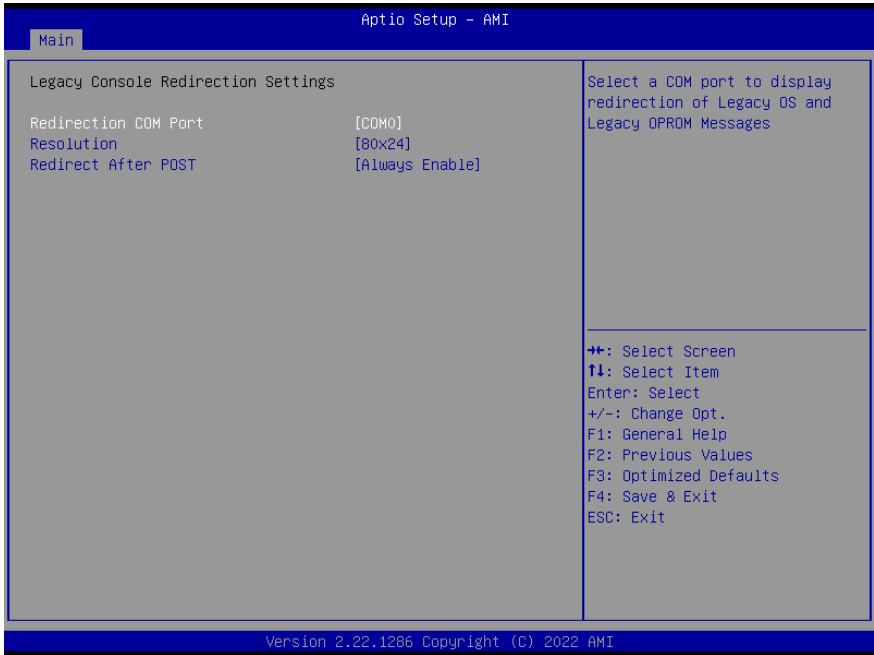 Aptio Setup – AMI
Main
Legacy Console Redirection Settings
Redirection COM Port [COM0]
Resolution [80x24]
Redirect After POST [Always Enable]
Select a COM port to display
redirection of Legacy OS and
Legacy OPROM Messages
→←: Select Screen
↑↓: Select Item
Enter: Select
+/-: Change Opt.
F1: General Help
F2: Previous Values
F3: Optimized Defaults
F4: Save & Exit
ESC: Exit
Version 2.22.1286 Copyright (C) 2022 AMI